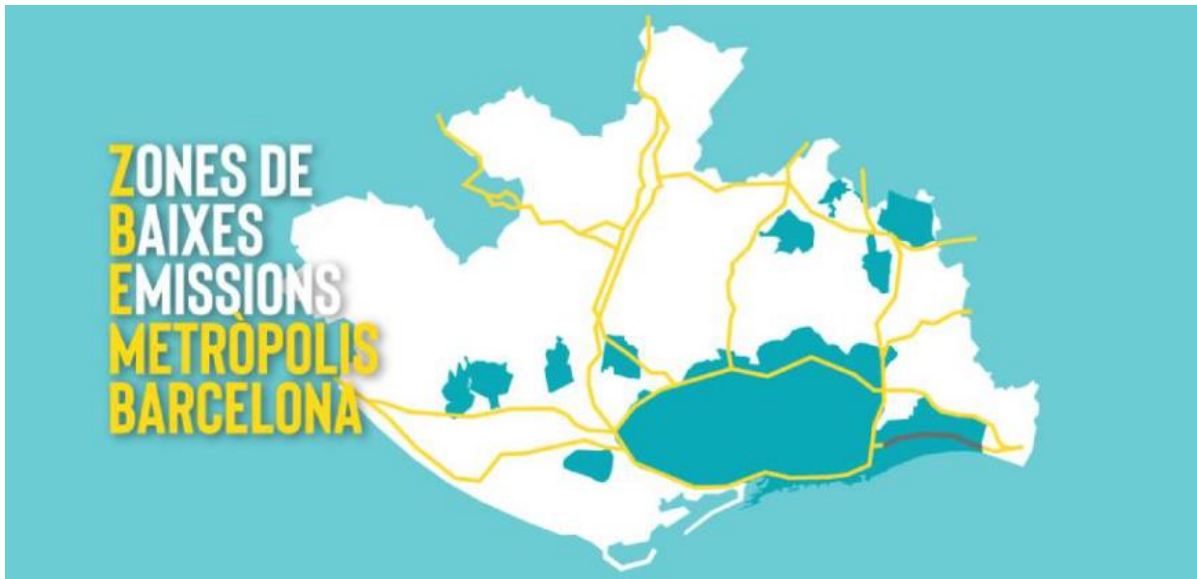 ZONES DE
BAIXES
EMISSIONS
METRÒPOLIS
BARCELONA